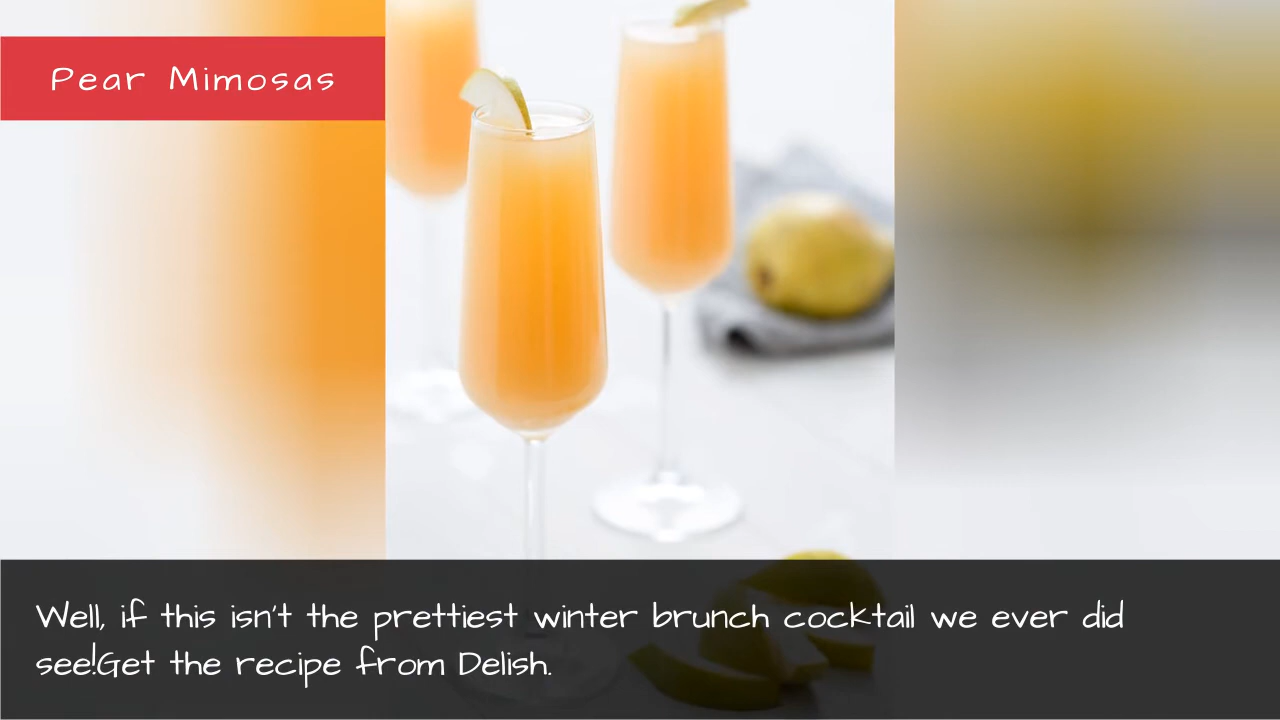 Pear Mimosas
Well, if this isn't the prettiest winter brunch cocktail we ever did
see!Get the recipe from Delish.